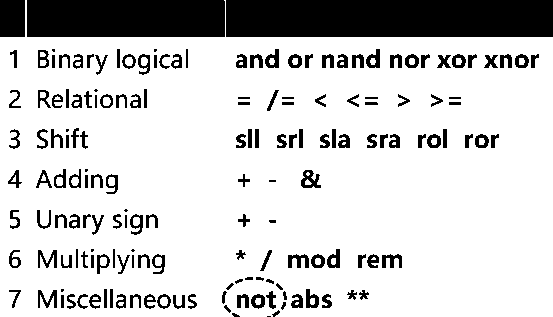 1 Binary logical and or nand nor xor xnor
2 Relational = /= < <= > >=
3 Shift sll srl sla sra rol ror
4 Adding + - &
5 Unary sign + -
6 Multiplying * / mod rem
7 Miscellaneous not abs **